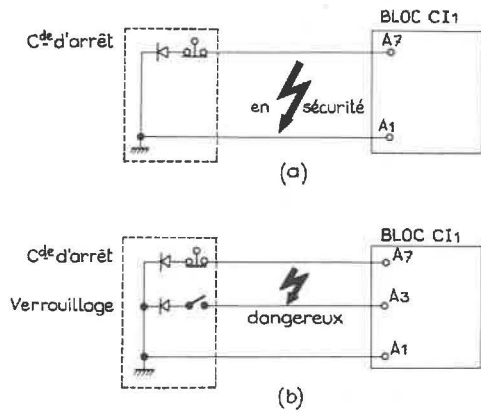 BLOC CI1
Cde d'arrêt
A7
en sécurité
A1
(a)
BLOC CI1
Cde d'arrêt
A7
Verrouillage
A3
dangereux
A1
(b)